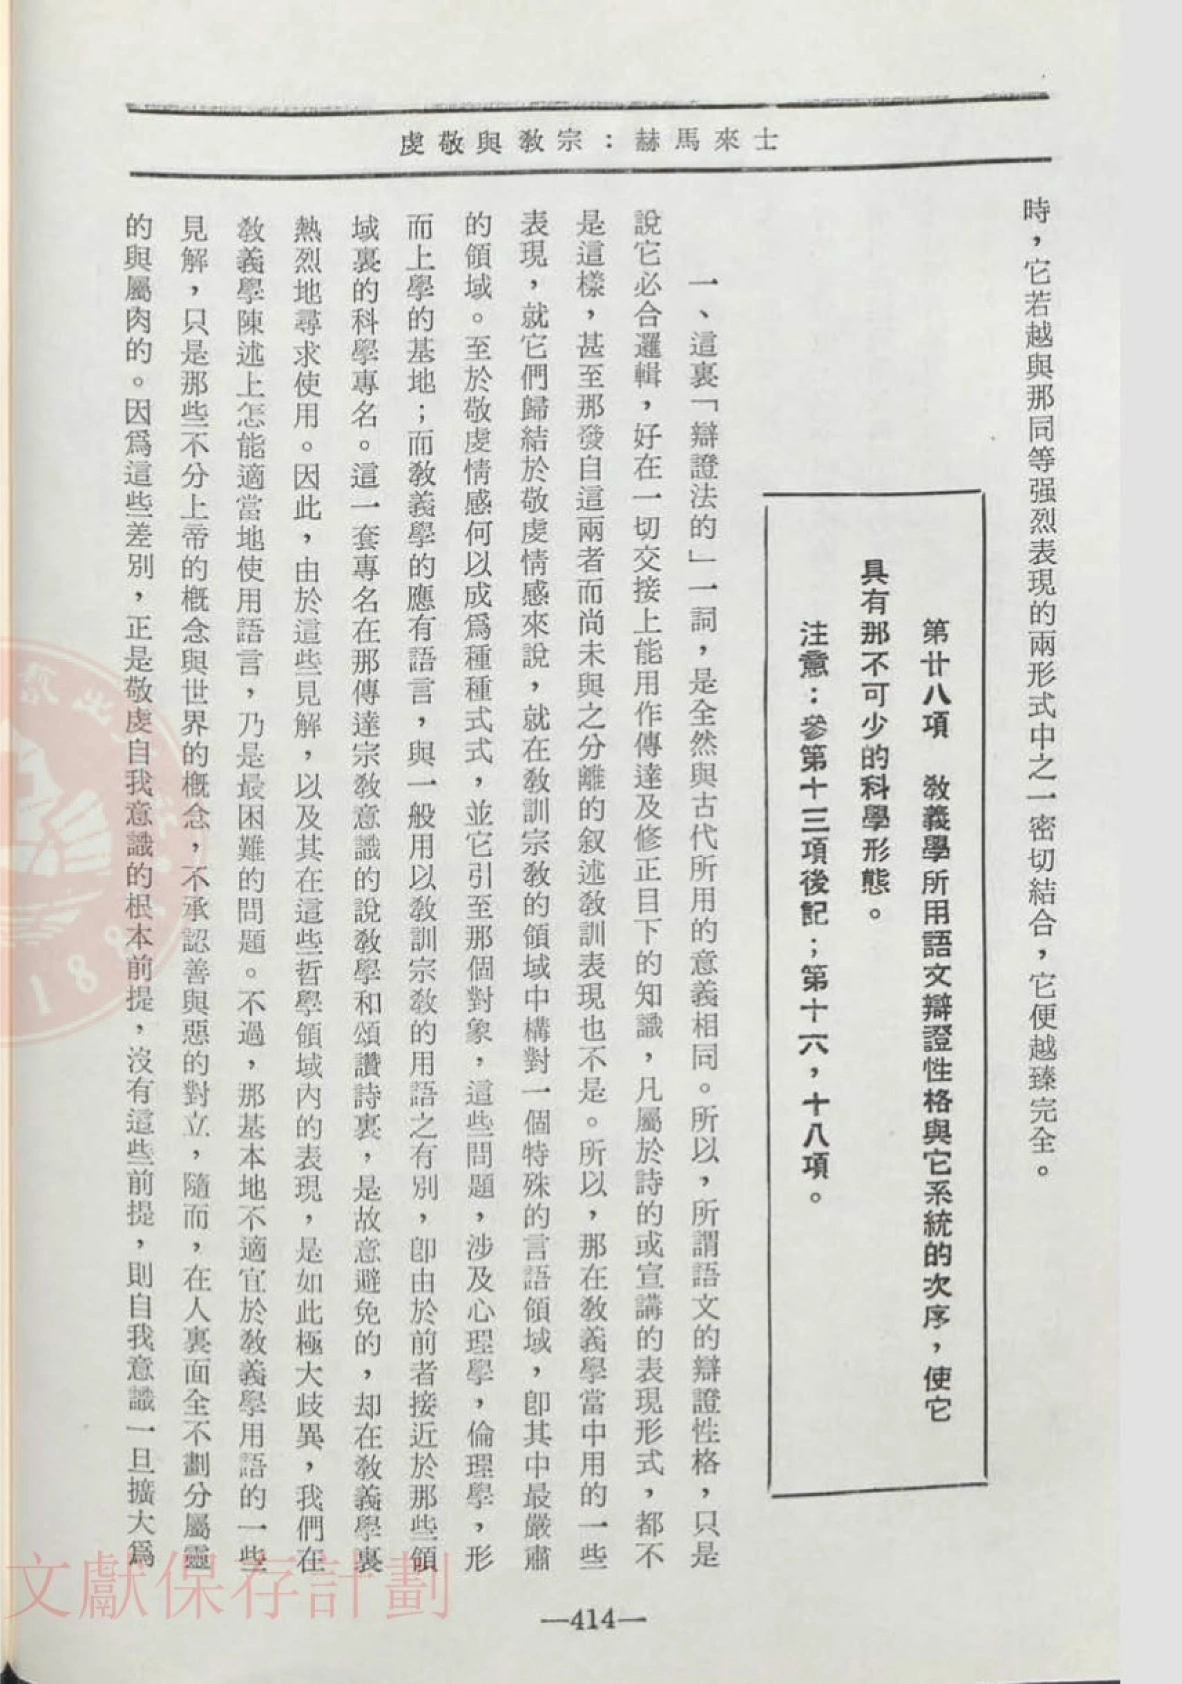 士來馬赫：宗教與敬虔
時，它若越與那同等强烈表現的兩形式中之一密切結合，它便越臻完全。
第廿八項　教義學所用語文辯證性格與它系統的次序，使它
具有那不可少的科學形態。
注意：參第十三項後記；第十六，十八項。
一、這裏「辯證法的」一詞，是全然與古代所用的意義相同。所以，所謂語文的辯證性格，只是
說它必合邏輯，好在一切交接上能用作傳達及修正目下的知識，凡屬於詩的或宣講的表現形式，都不
是這樣，甚至那發自這兩者而尚未與之分離的叙述教訓表現也不是。所以，那在教義學當中用的一些
表現，就它們歸結於敬虔情感來說，就在教訓宗教的領域中構對一個特殊的言語領域，卽其中最嚴肅
的領域。至於敬虔情感何以成爲種種式式，並它引至那個對象，這些問題，涉及心理學，倫理學，形
而上學的基地；而教義學的應有語言，與一般用以教訓宗教的用語之有別，卽由於前者接近於那些領
域裏的科學專名。這一套專名在那傳達宗教意識的說教學和頌讚詩裏，是故意避免的，却在教義學裏
熱烈地尋求使用。因此，由於這些見解，以及其在這些哲學領域內的表現，是如此極大歧異，我們在
教義學陳述上怎能適當地使用語言，乃是最困難的問題。不過，那基本地不適宜於教義學用語的一些
見解，只是那些不分上帝的槪念與世界的槪念，不承認善與惡的對立，隨而，在人裏面全不劃分屬靈
的與屬肉的。因爲這些差別，正是敬虔自我意識的根本前提，沒有這些前提，則自我意識一旦擴大爲
—414—
文獻保存計劃
188